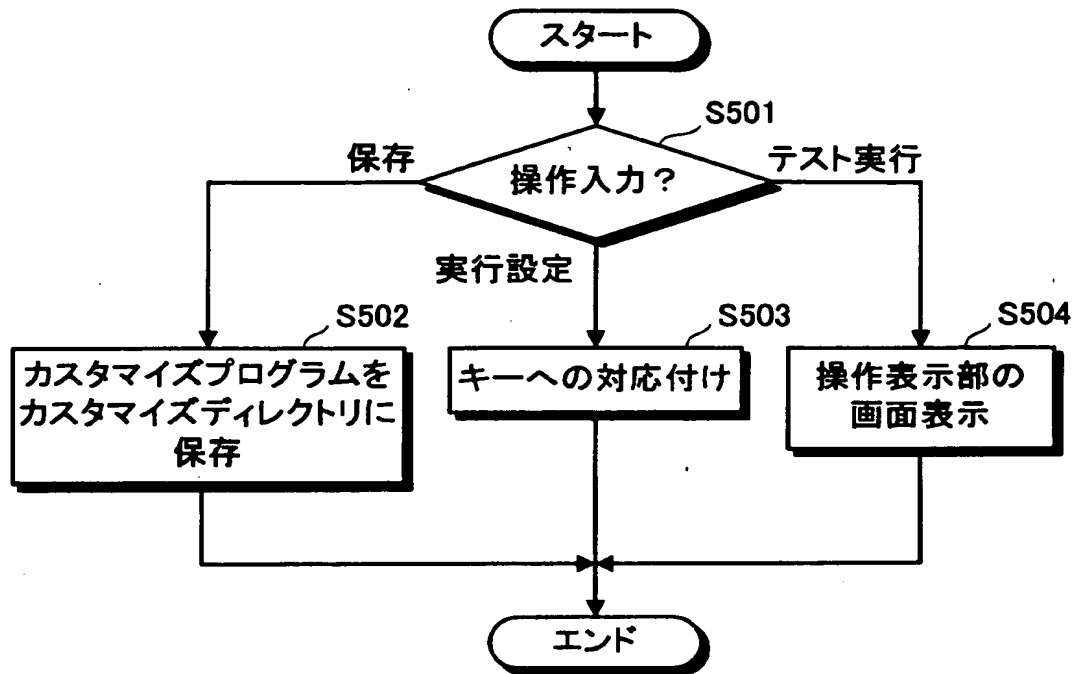 スタート
S501
保存
操作入力?
テスト実行
実行設定
S502
カスタマイズプログラムを
カスタマイズディレクトリに
保存
S503
キーへの対応付け
S504
操作表示部の
画面表示
エンド